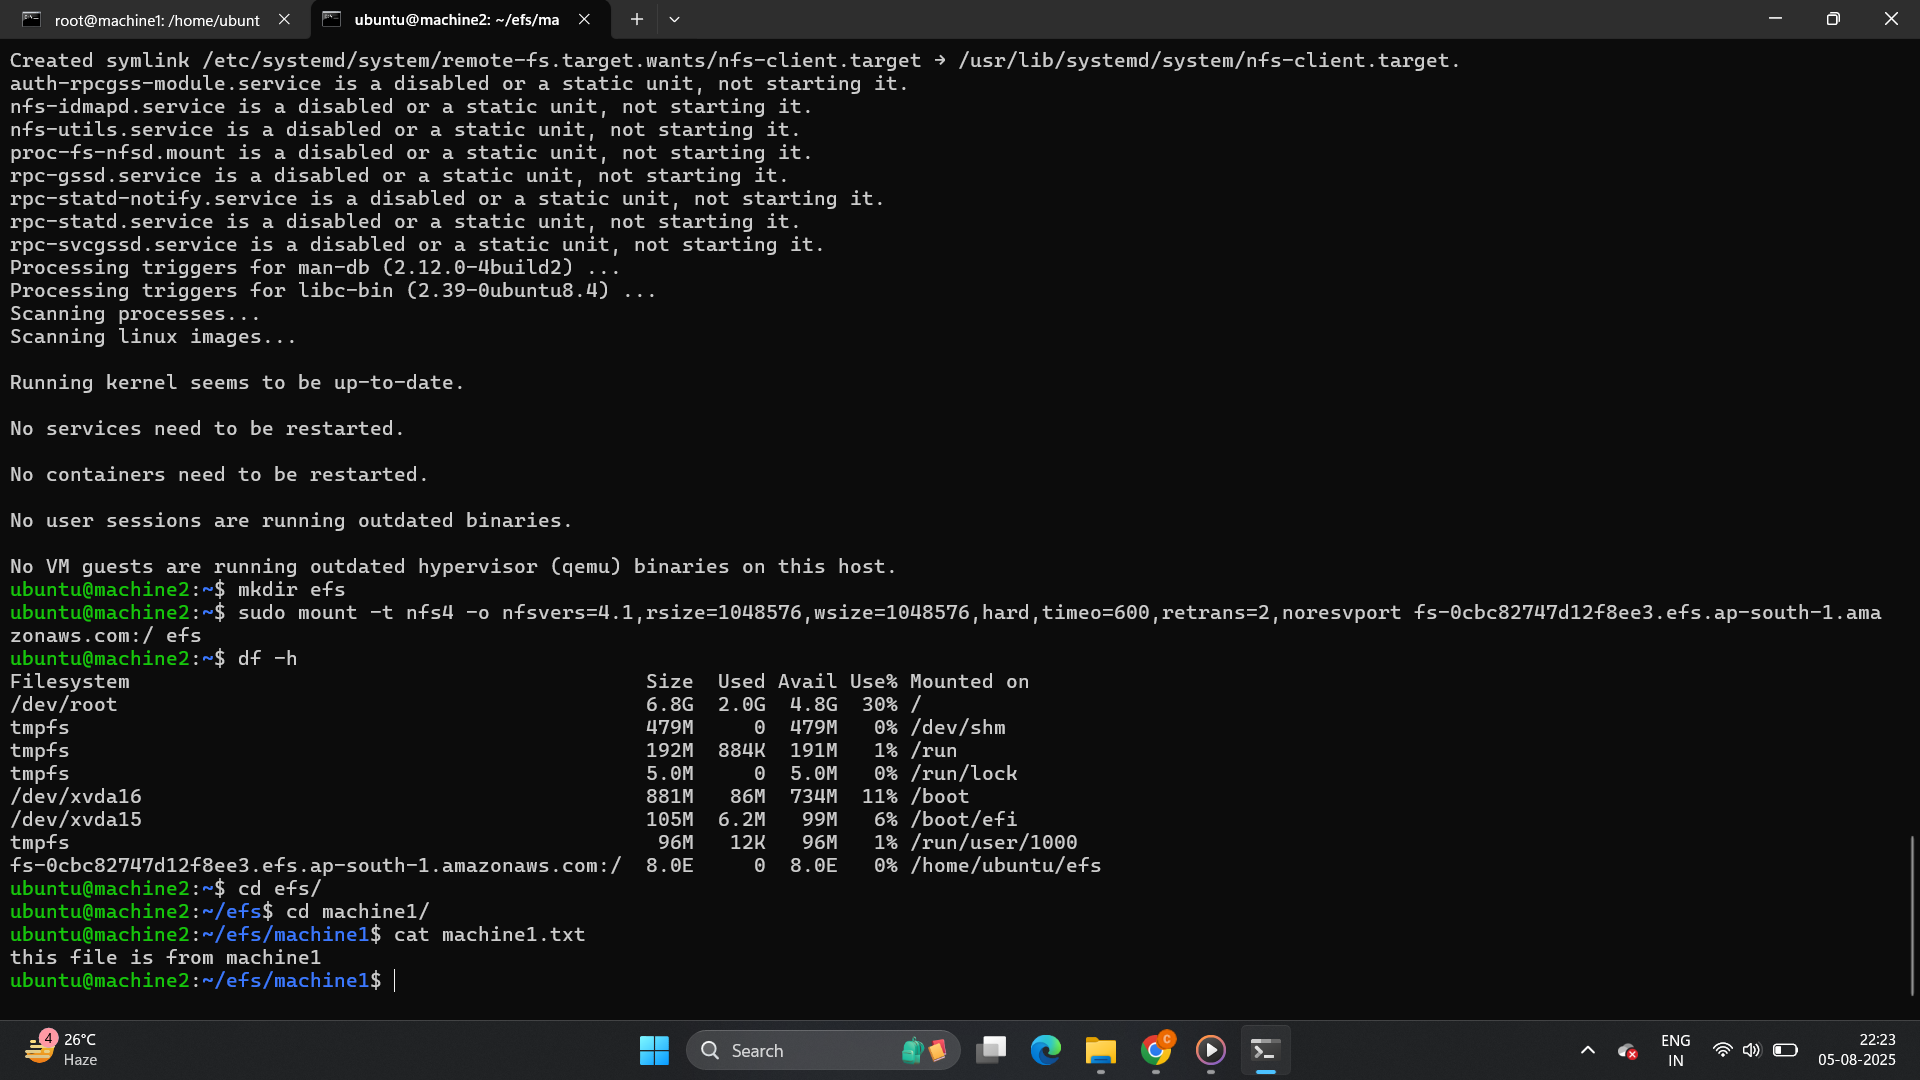 root@machine1: /home/ubunt
ubuntu@machine2: ~/efs/ma
Created symlink /etc/systemd/system/remote-fs.target.wants/nfs-client.target → /usr/lib/systemd/system/nfs-client.target.
auth-rpcgss-module.service is a disabled or a static unit, not starting it.
nfs-idmapd.service is a disabled or a static unit, not starting it.
nfs-utils.service is a disabled or a static unit, not starting it.
proc-fs-nfsd.mount is a disabled or a static unit, not starting it.
rpc-gssd.service is a disabled or a static unit, not starting it.
rpc-statd-notify.service is a disabled or a static unit, not starting it.
rpc-statd.service is a disabled or a static unit, not starting it.
rpc-svcgssd.service is a disabled or a static unit, not starting it.
Processing triggers for man-db (2.12.0-4build2) ...
Processing triggers for libc-bin (2.39-0ubuntu8.4) ...
Scanning processes...
Scanning linux images...
Running kernel seems to be up-to-date.
No services need to be restarted.
No containers need to be restarted.
No user sessions are running outdated binaries.
No VM guests are running outdated hypervisor (qemu) binaries on this host.
ubuntu@machine2:~$ mkdir efs
ubuntu@machine2:~$ sudo mount -t nfs4 -o nfsvers=4.1,rsize=1048576,wsize=1048576,hard,timeo=600,retrans=2,noresvport fs-0cbc82747d12f8ee3.efs.ap-south-1.ama
zonaws.com:/ efs
ubuntu@machine2:~$ df -h
Filesystem Size Used Avail Use% Mounted on
/dev/root 6.8G 2.0G 4.8G 30% /
tmpfs 479M 0 479M 0% /dev/shm
tmpfs 192M 884K 191M 1% /run
tmpfs 5.0M 0 5.0M 0% /run/lock
/dev/xvda16 881M 86M 734M 11% /boot
/dev/xvda15 105M 6.2M 99M 6% /boot/efi
tmpfs 96M 12K 96M 1% /run/user/1000
fs-0cbc82747d12f8ee3.efs.ap-south-1.amazonaws.com:/ 8.0E 0 8.0E 0% /home/ubuntu/efs
ubuntu@machine2:~$ cd efs/
ubuntu@machine2:~/efs$ cd machine1/
ubuntu@machine2:~/efs/machine1$ cat machine1.txt
this file is from machine1
ubuntu@machine2:~/efs/machine1$
4
26°C
Haze
Search
C
ENG
IN
22:23
05-08-2025